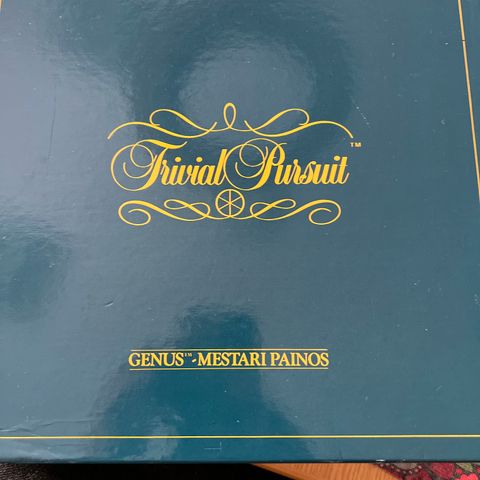 Trivial Pursuit™
GENUS™-MESTARI PAINOS